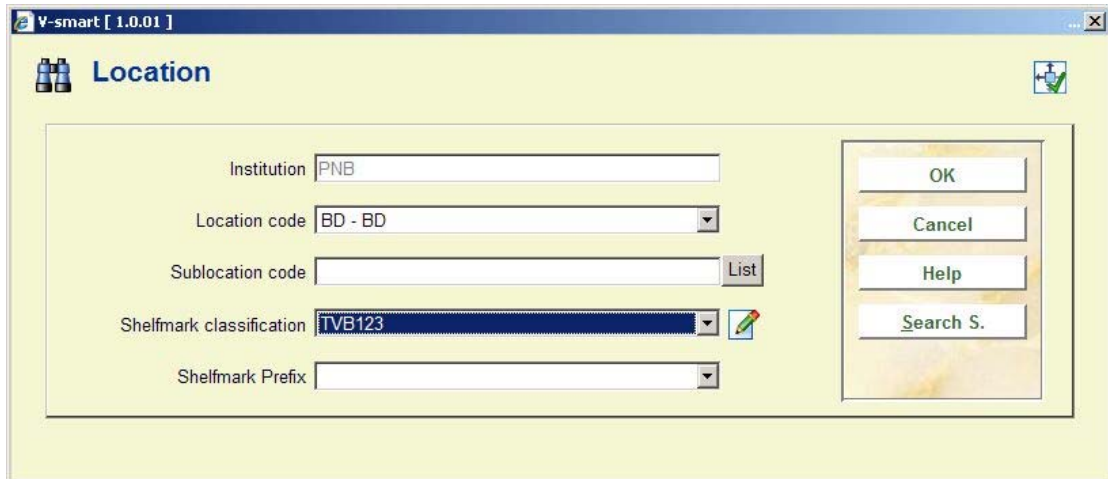 V-smart [ 1.0.01 ]
Location
Institution PNB
Location code BD - BD
Sublocation code List
Shelfmark classification TVB123
Shelfmark Prefix
OK
Cancel
Help
Search S.